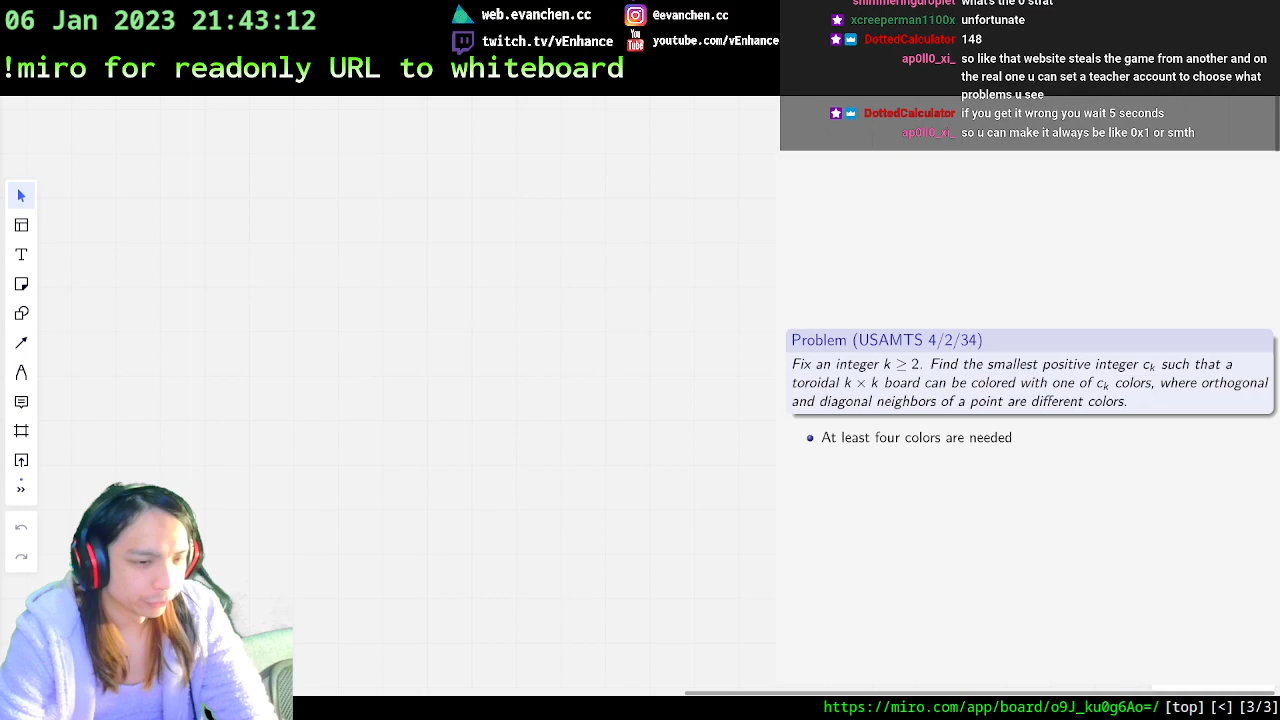 06 Jan 2023 21:43:12
!miro for readonly URL to whiteboard
web.evanchen.cc
@evanchen.cc
twitch.tv/vEnhance
You Tube
youtube.com/vEnhance
what's the 0 strat
xcreeperman1100x unfortunate
DottedCalculator 148
ap0ll0_xi_ so like that website steals the game from another and on
the real one u can set a teacher account to choose what
problems u see
DottedCalculator if you get it wrong you wait 5 seconds
ap0ll0_xi_ so u can make it always be like 0x1 or smth
Problem (USAMTS 4/2/34)
Fix an integer k ≥ 2. Find the smallest positive integer cₖ such that a
toroidal k × k board can be colored with one of cₖ colors, where orthogonal
and diagonal neighbors of a point are different colors.
At least four colors are needed
https://miro.com/app/board/o9J_ku0g6Ao=/ [top] [<] [3/3]